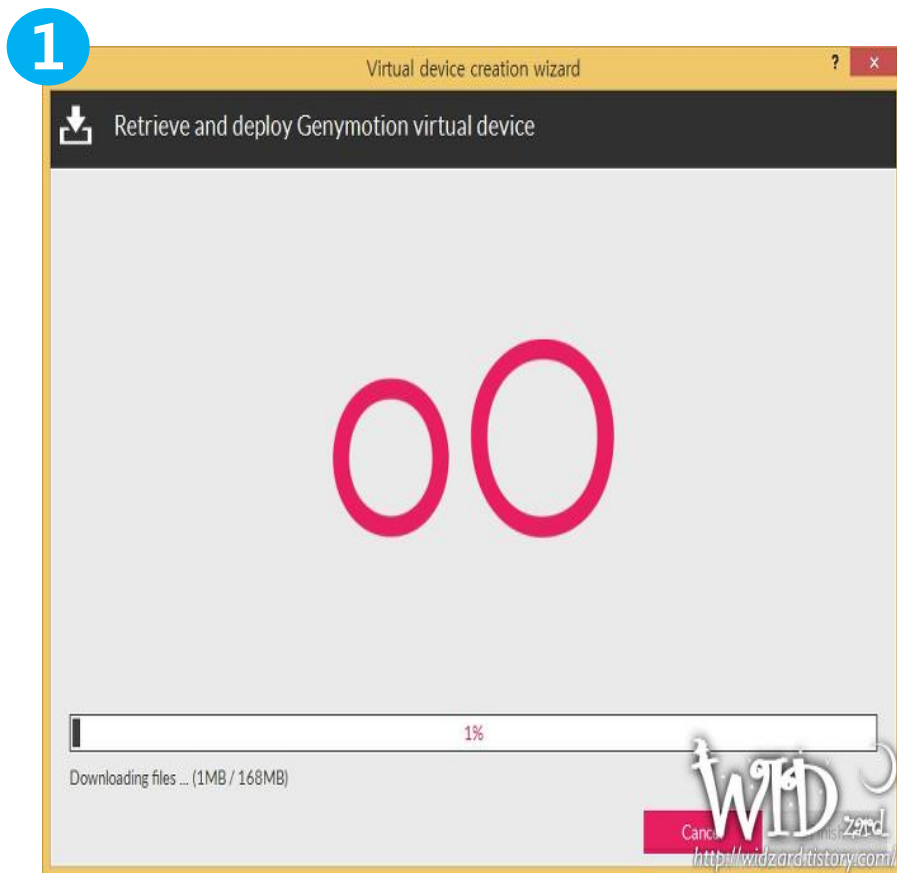 1
Virtual device creation wizard
?
×
Retrieve and deploy Genymotion virtual device
1%
Downloading files ... (1MB / 168MB)
WID
zard
http://widzard.tistory.com/